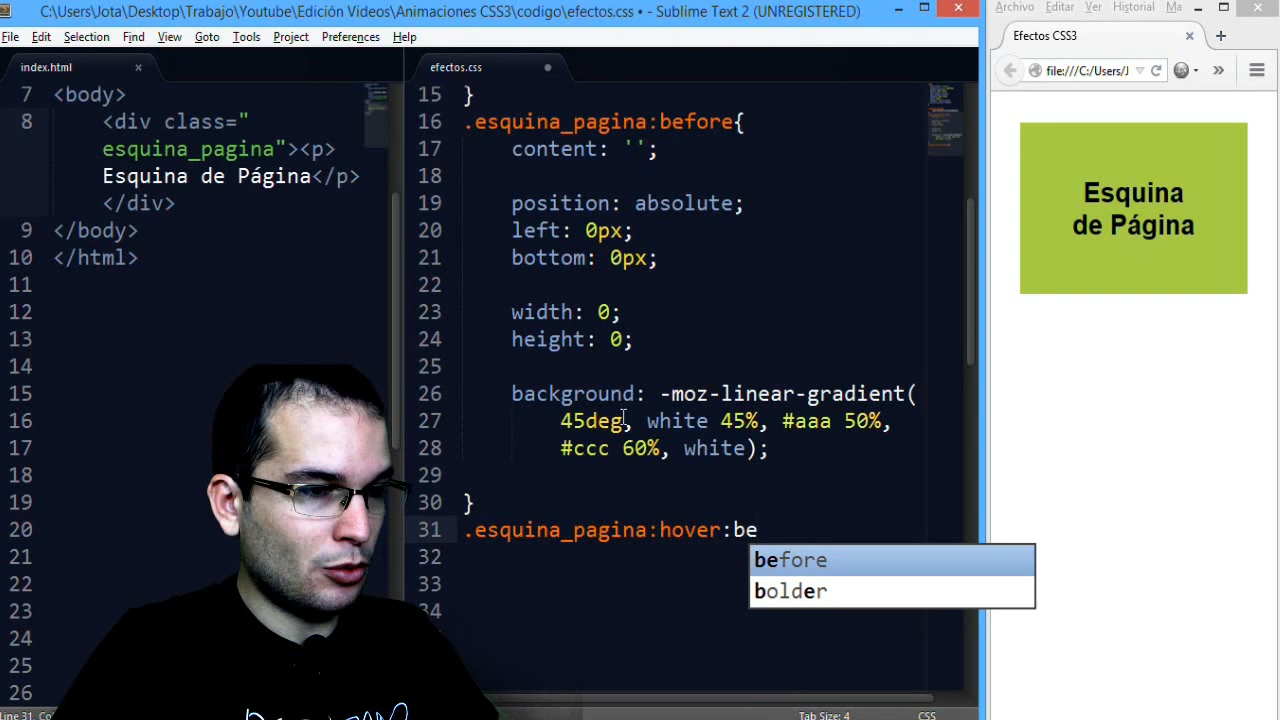 C:\Users\Jota\Desktop\Trabajo\Youtube\Edición Videos\Animaciones CSS3\codigo\efectos.css • - Sublime Text 2 (UNREGISTERED)
File Edit Selection Find View Goto Tools Project Preferences Help
index.html
7 <body>
8 <div class="
esquina_pagina"><p>
Esquina de Página</p>
</div>
9 </body>
10 </html>
11
12
13
14
15
16
17
18
19
20
21
22
23
24
25
26
efectos.css
15 }
16 .esquina_pagina:before{
17 content: '';
18
19 position: absolute;
20 left: 0px;
21 bottom: 0px;
22
23 width: 0;
24 height: 0;
25
26 background: -moz-linear-gradient(
27 45deg, white 45%, #aaa 50%,
28 #ccc 60%, white);
29
30 }
31 .esquina_pagina:hover:be
before
bolder
32
33
34
Tab Size: 4 CSS
Archivo Editar Ver Historial Ma
Efectos CSS3
file:///C:/Users/J
Esquina
de Página